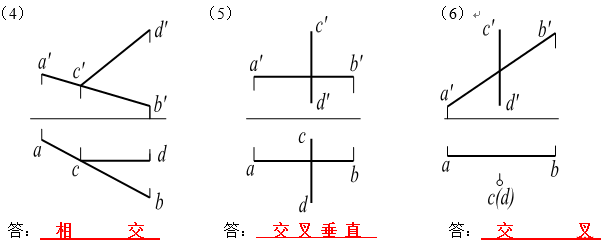 (4) (5) (6)
d' c' c' b'
a' c' a' b'
b' d' a' d'
c
a c d a b a b
b d c(d)
答: 相 交 答: 交叉垂直 答: 交 叉